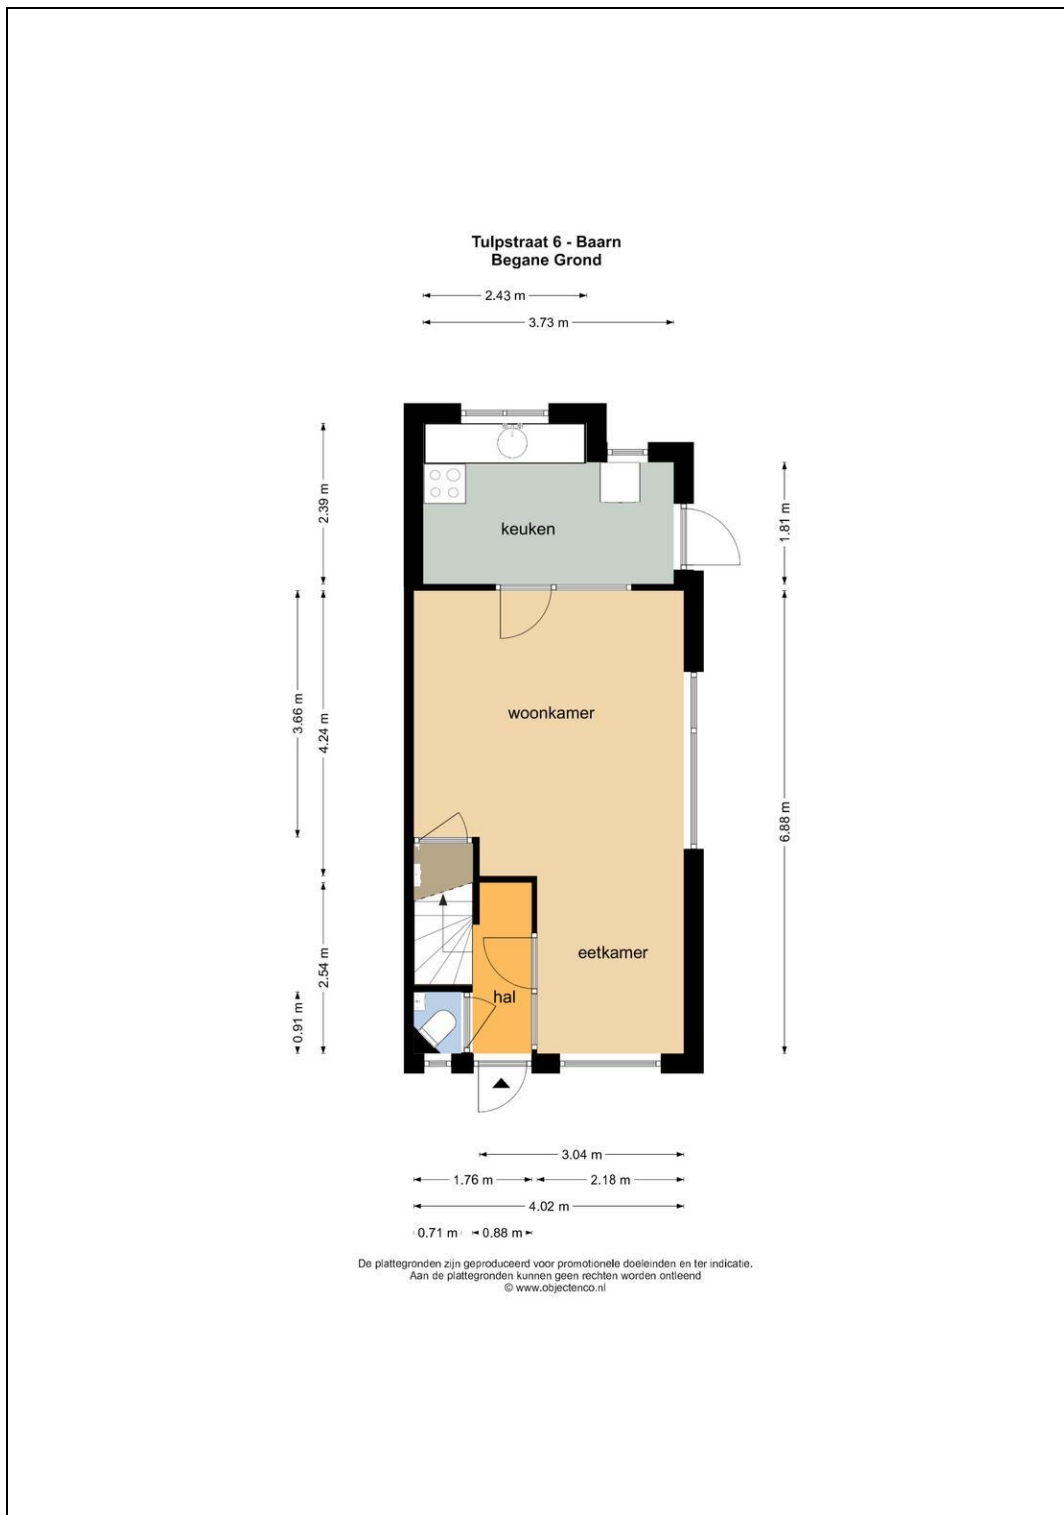 Tulpstraat 6 - Baarn
Begane Grond
2.43 m
3.73 m
2.39 m
1.81 m
keuken
3.66 m
4.24 m
woonkamer
6.88 m
eetkamer
2.54 m
hal
0.91 m
3.04 m
1.76 m
2.18 m
4.02 m
0.71 m
0.88 m
De plattegronden zijn geproduceerd voor promotionele doeleinden en ter indicatie.
Aan de plattegronden kunnen geen rechten worden ontleend
© www.objectenco.nl